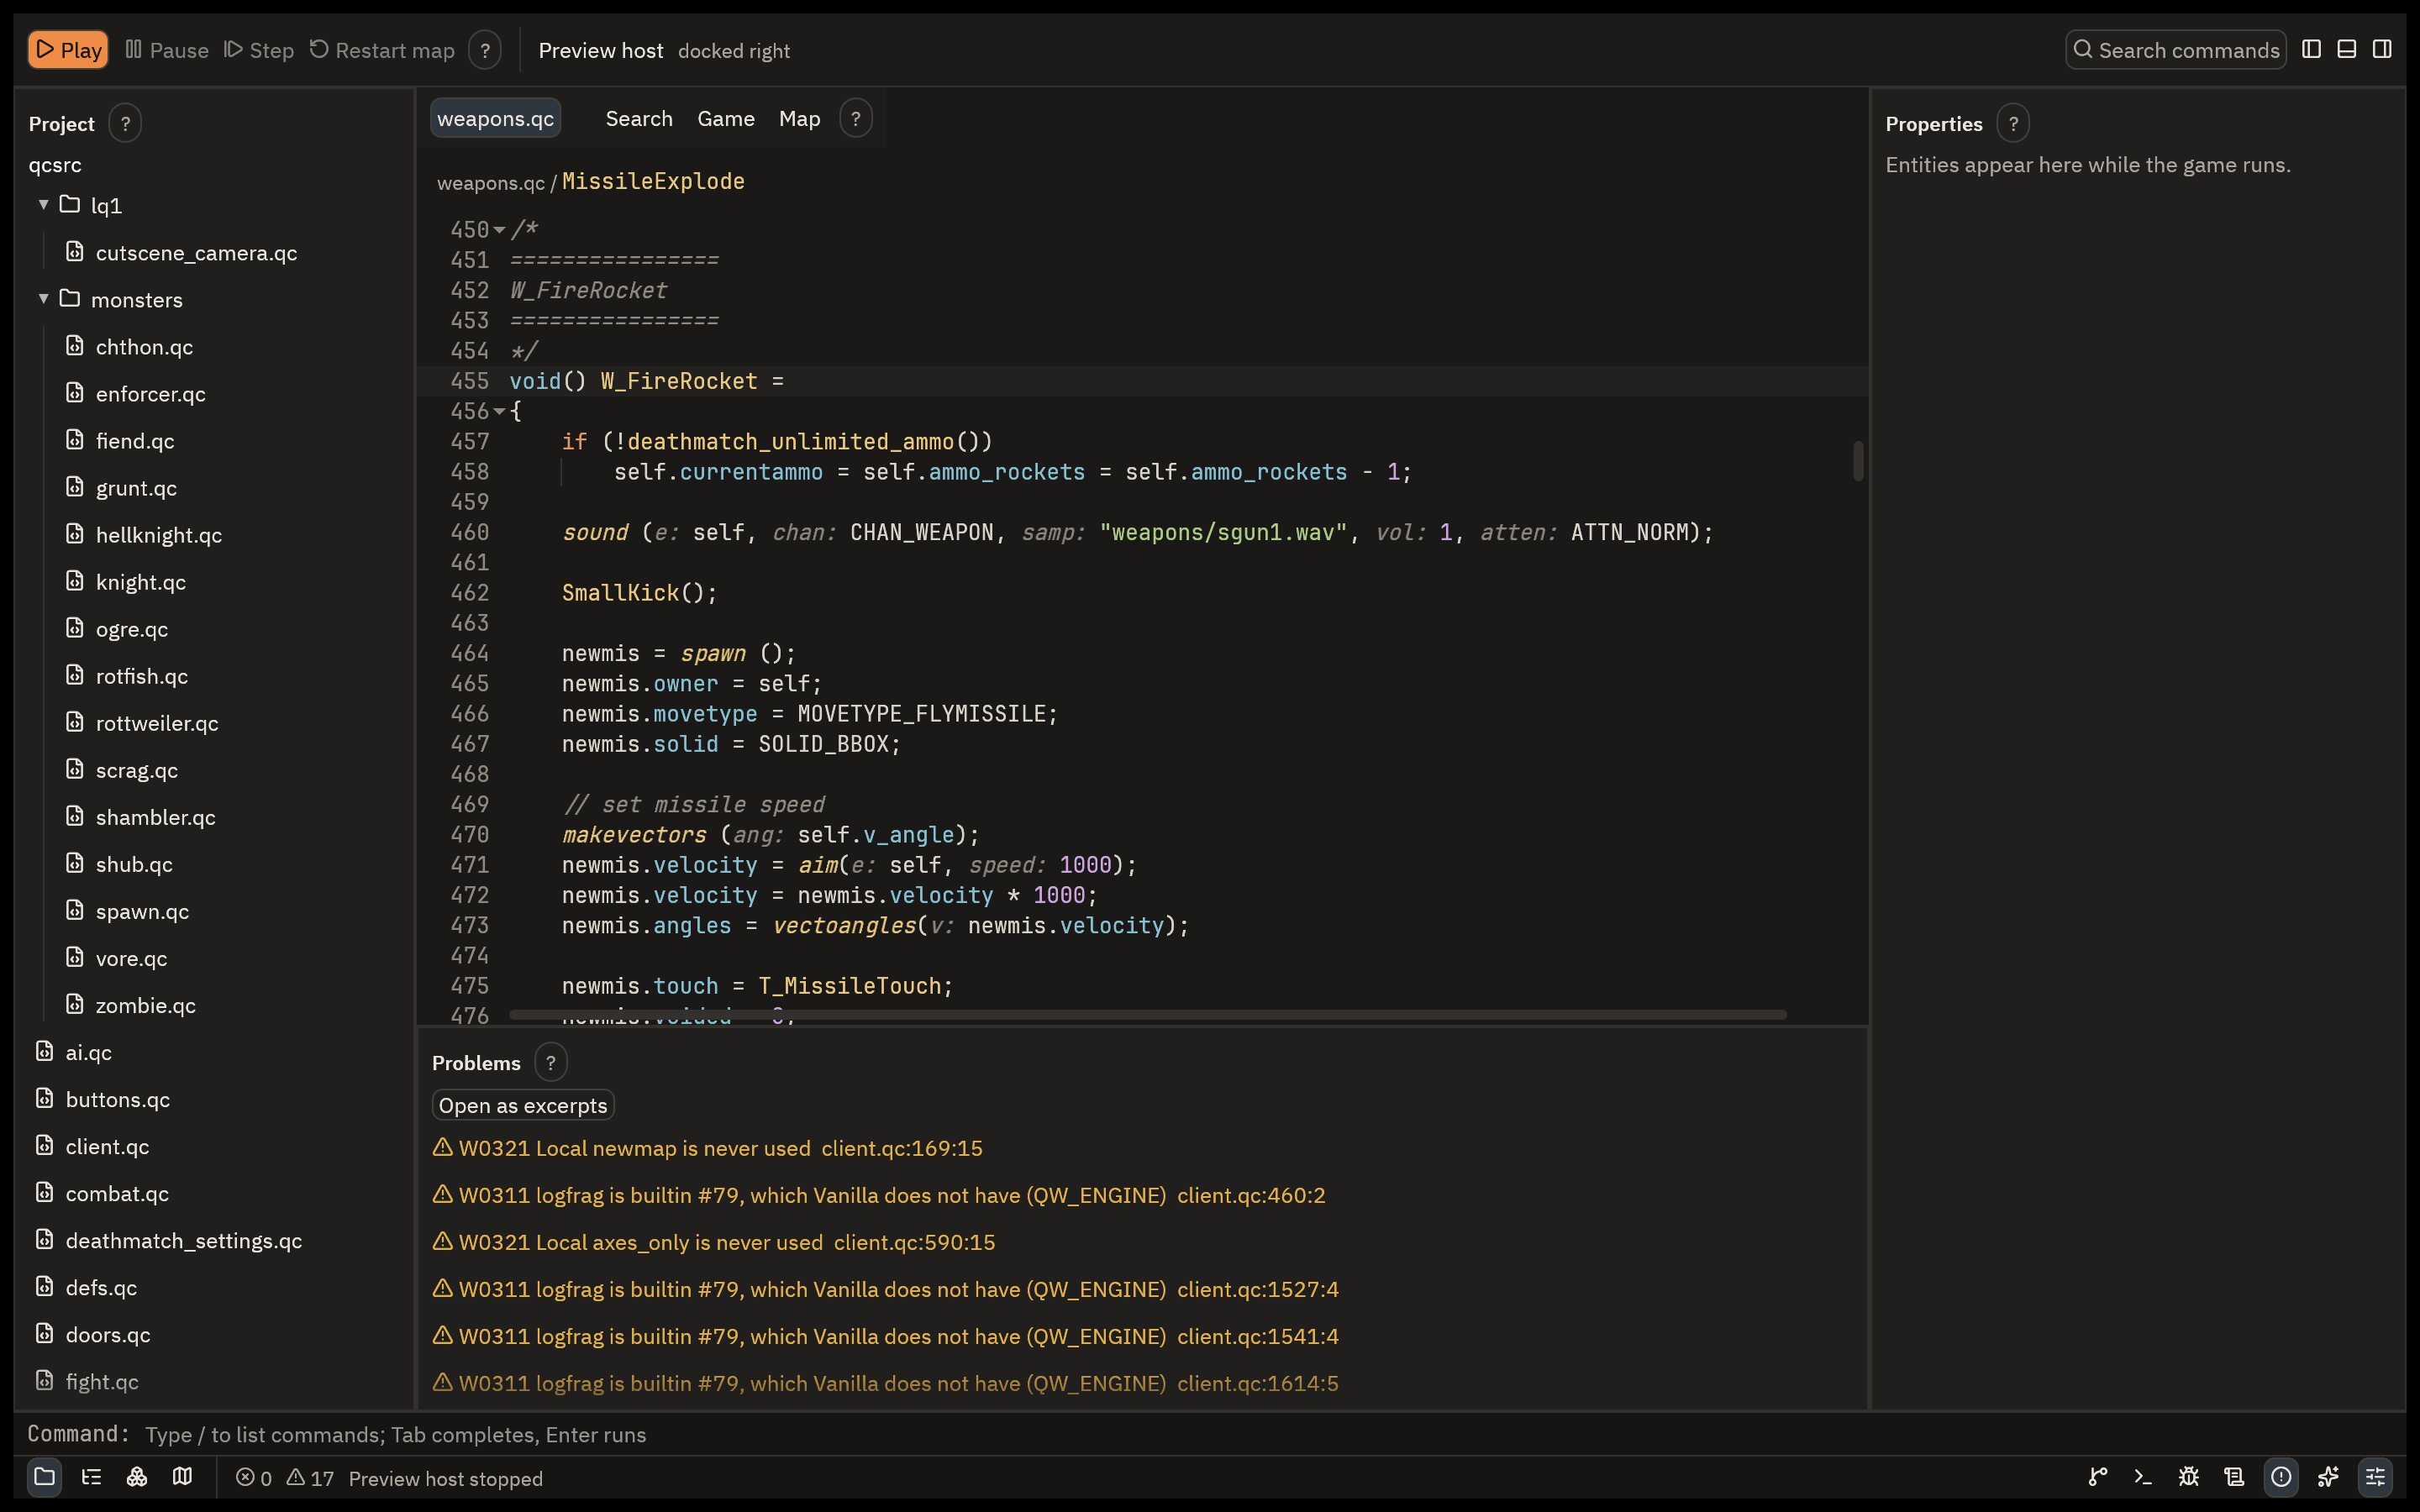 Play Pause Step Restart map ? Preview host docked right Search commands
Project ?
qcsrc
lq1
cutscene_camera.qc
monsters
chthon.qc
enforcer.qc
fiend.qc
grunt.qc
hellknight.qc
knight.qc
ogre.qc
rotfish.qc
rottweiler.qc
scrag.qc
shambler.qc
shub.qc
spawn.qc
vore.qc
zombie.qc
ai.qc
buttons.qc
client.qc
combat.qc
deathmatch_settings.qc
defs.qc
doors.qc
fight.qc
weapons.qc Search Game Map ?
weapons.qc / MissileExplode
450 /*
451 ================
452 W_FireRocket
453 ================
454 */
455 void() W_FireRocket =
456 {
457 if (!deathmatch_unlimited_ammo())
458 self.currentammo = self.ammo_rockets = self.ammo_rockets - 1;
459
460 sound (e: self, chan: CHAN_WEAPON, samp: "weapons/sgun1.wav", vol: 1, atten: ATTN_NORM);
461
462 SmallKick();
463
464 newmis = spawn ();
465 newmis.owner = self;
466 newmis.movetype = MOVETYPE_FLYMISSILE;
467 newmis.solid = SOLID_BBOX;
468
469 // set missile speed
470 makevectors (ang: self.v_angle);
471 newmis.velocity = aim(e: self, speed: 1000);
472 newmis.velocity = newmis.velocity * 1000;
473 newmis.angles = vectoangles(v: newmis.velocity);
474
475 newmis.touch = T_MissileTouch;
476
Problems ?
Open as excerpts
W0321 Local newmap is never used client.qc:169:15
W0311 logfrag is builtin #79, which Vanilla does not have (QW_ENGINE) client.qc:460:2
W0321 Local axes_only is never used client.qc:590:15
W0311 logfrag is builtin #79, which Vanilla does not have (QW_ENGINE) client.qc:1527:4
W0311 logfrag is builtin #79, which Vanilla does not have (QW_ENGINE) client.qc:1541:4
W0311 logfrag is builtin #79, which Vanilla does not have (QW_ENGINE) client.qc:1614:5
Properties ?
Entities appear here while the game runs.
Command: Type / to list commands; Tab completes, Enter runs
0 17 Preview host stopped